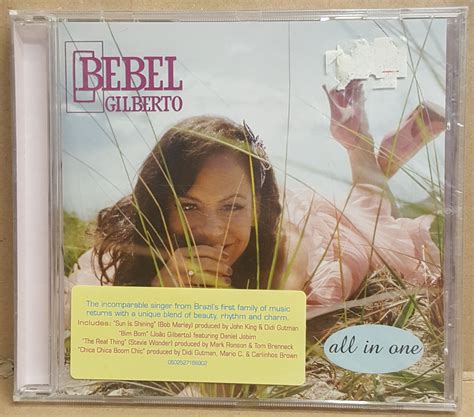 BEBEL
GILBERTO
The incomparable singer from Brazil's first family of music
returns with a unique blend of beauty, rhythm and charm.
Includes: "Sun Is Shining" (Bob Marley) produced by John King & Didi Gutman
"Bim Bom" (João Gilberto) featuring Daniel Jobim
"The Real Thing" (Stevie Wonder) produced by Mark Ronson & Tom Brenneck
"Chica Chica Boom Chic" produced by Didi Gutman, Mario C. & Carlinhos Brown
all in one